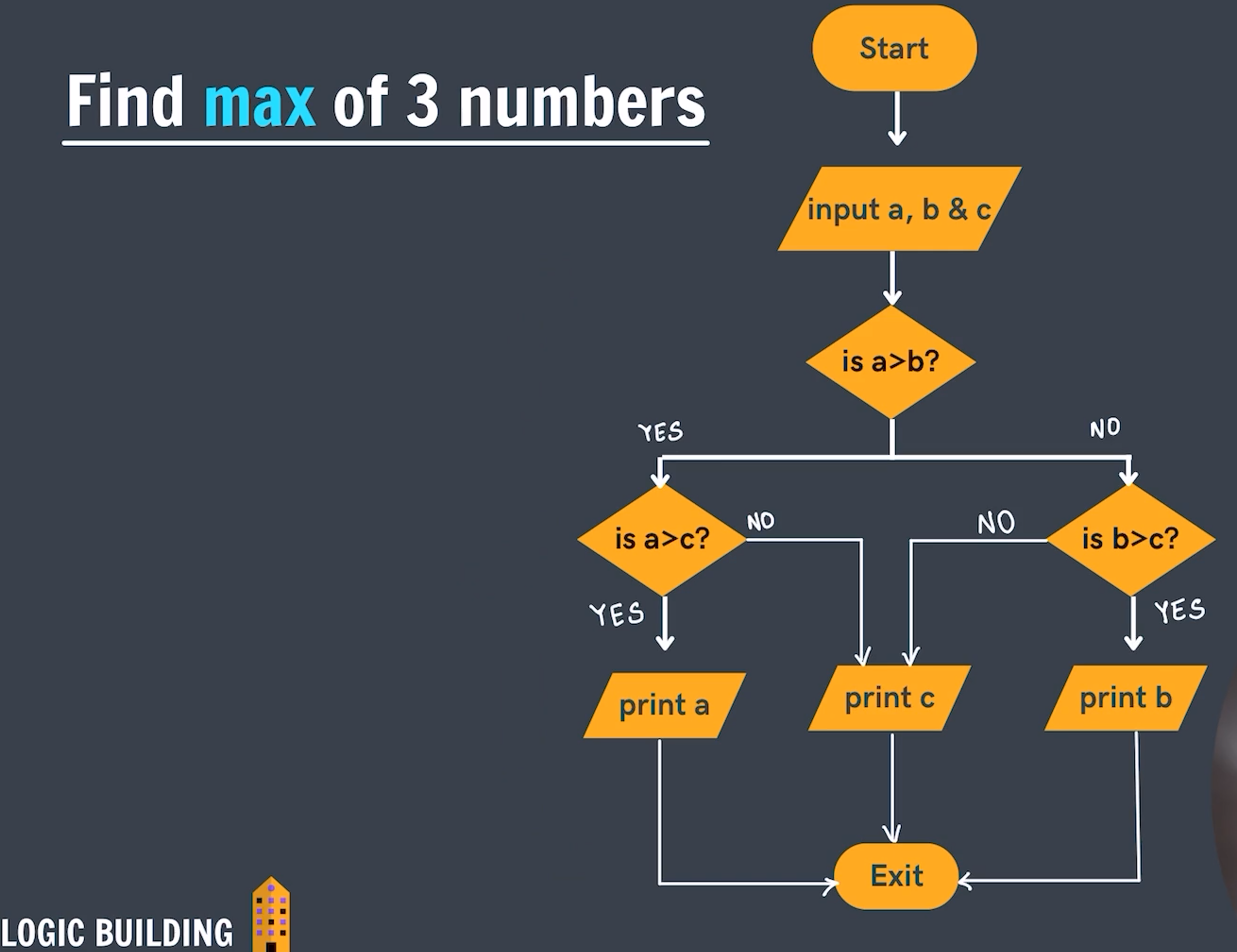 Find max of 3 numbers
Start
input a, b & c
is a>b?
YES
NO
is a>c?
NO
NO
is b>c?
YES
YES
print a
print c
print b
Exit
LOGIC BUILDING